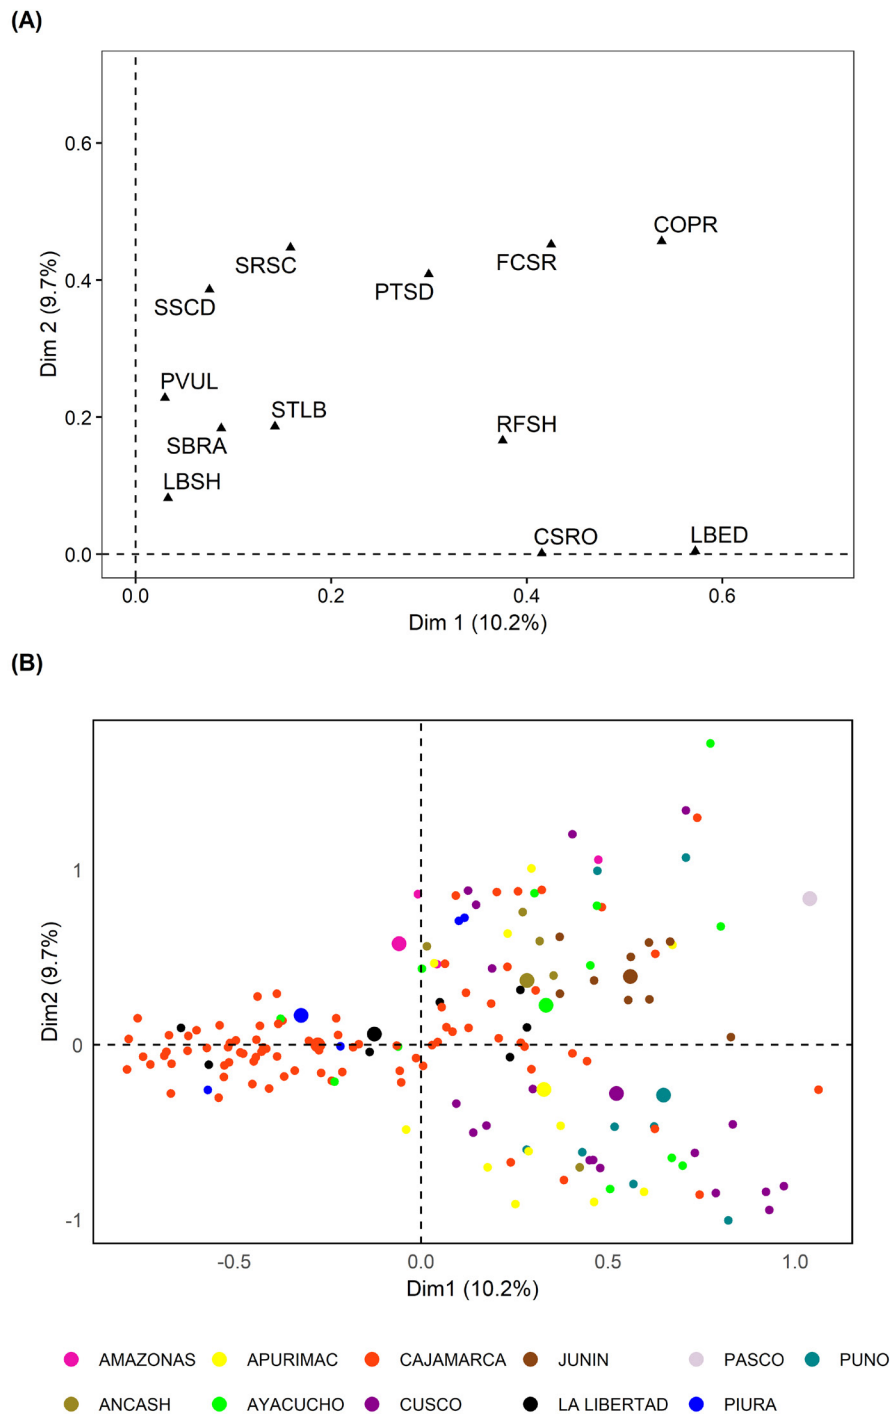 (A)
0.6
COPR
FCSR
SRSC
0.4
PTSD
SSCD
Dim 2 (9.7%)
PVUL
STLB
0.2
RFSH
SBRA
LBSH
CSRO
LBED
0.0
0.0 0.2 0.4 0.6
Dim 1 (10.2%)
(B)
1
Dim2 (9.7%)
0
-1
-0.5 0.0 0.5 1.0
Dim1 (10.2%)
AMAZONAS APURIMAC CAJAMARCA JUNIN PASCO PUNO
ANCASH AYACUCHO CUSCO LA LIBERTAD PIURA